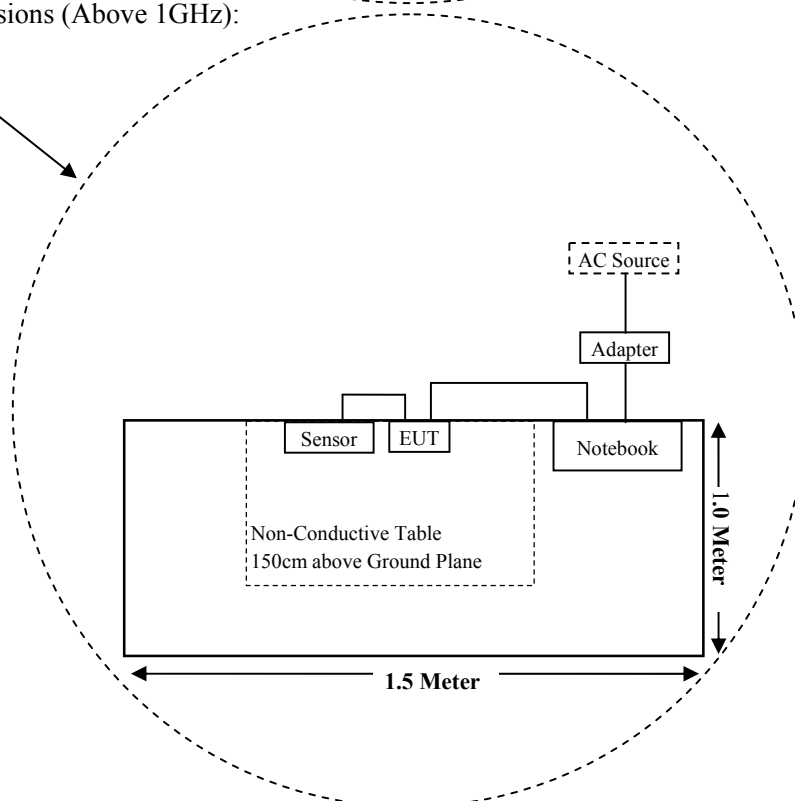 sions (Above 1GHz):
AC Source
Adapter
Sensor
EUT
Notebook
Non-Conductive Table
150cm above Ground Plane
1.0 Meter
1.5 Meter